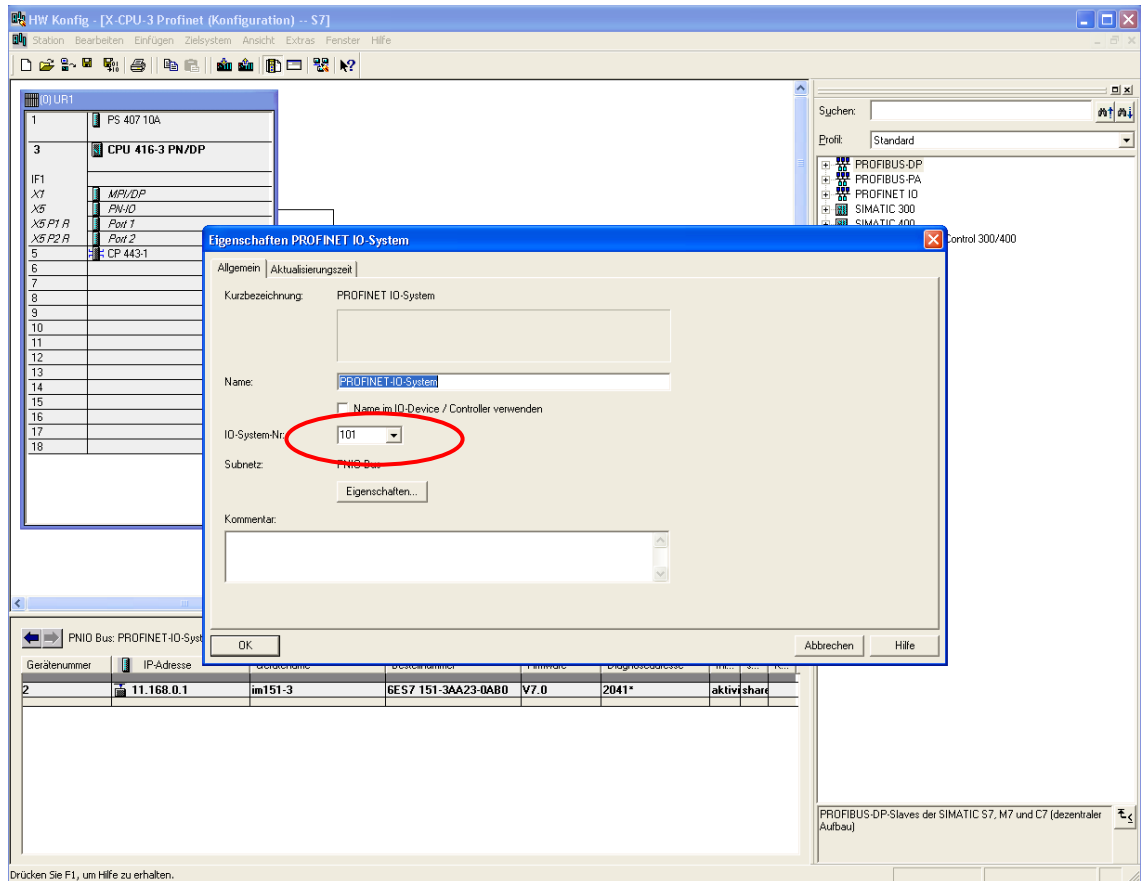 HW Konfig - [X-CPU-3 Profinet (Konfiguration) -- S7]
Station Bearbeiten Einfügen Zielsystem Ansicht Extras Fenster Hilfe
(0) UR1
1 PS 407 10A
3 CPU 416-3 PN/DP
IF1
X1 MPI/DP
X5 PN-IO
X5 P1 R Port 1
X5 P2 R Port 2
5 CP 443-1
6
7
8
9
10
11
12
13
14
15
16
17
18
Suchen:
Profil: Standard
PROFIBUS-DP
PROFIBUS-PA
PROFINET IO
SIMATIC 300
SIMATIC 400
Control 300/400
Eigenschaften PROFINET IO-System
Allgemein Aktualisierungszeit
Kurzbezeichnung: PROFINET IO-System
Name: PROFINET-IO-System
Name im IO-Device / Controller verwenden
IO-System-Nr: 101
Subnetz: PNIO Bus
Eigenschaften...
Kommentar:
OK Abbrechen Hilfe
PNIO Bus: PROFINET-IO-Syst
Gerätenummer IP-Adresse Gerätename Bestellnummer Firmware Diagnoseadresse
2 11.168.0.1 im151-3 6ES7 151-3AA23-0AB0 V7.0 2041* aktivi share
PROFIBUS-DP-Slaves der SIMATIC S7, M7 und C7 (dezentraler
Aufbau)
Drücken Sie F1, um Hilfe zu erhalten.